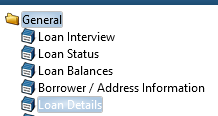 General
Loan Interview
Loan Status
Loan Balances
Borrower / Address Information
Loan Details